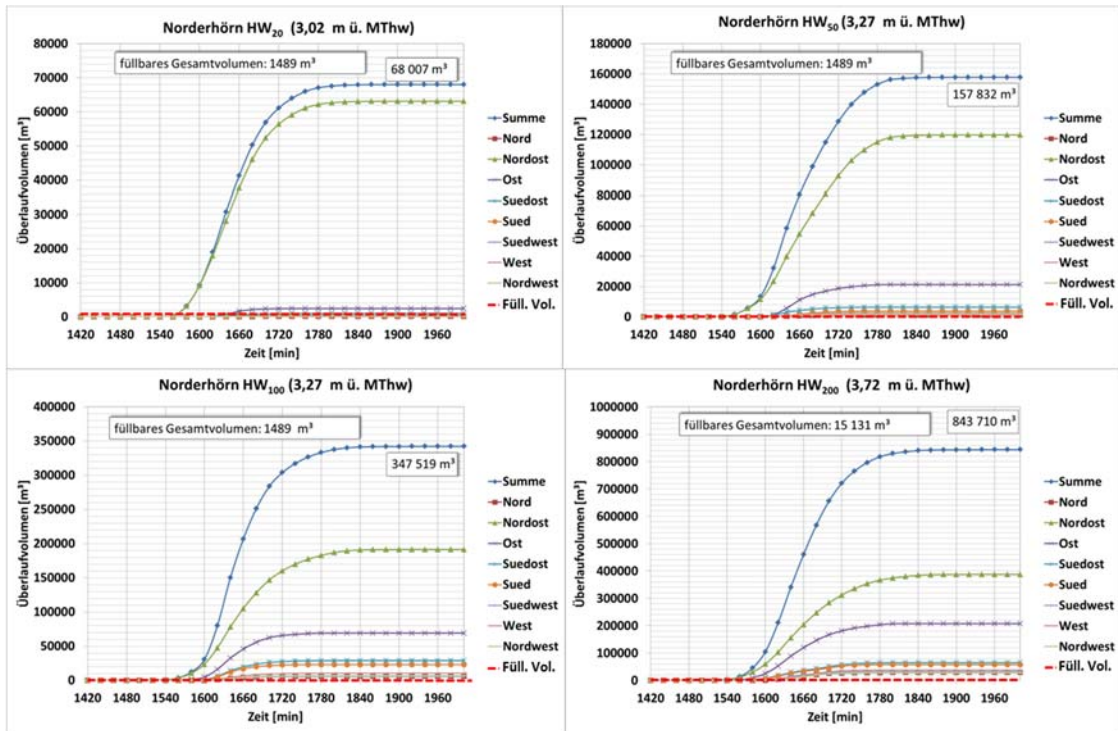 Norderhörn HW20 (3,02 m ü. MThw)
füllbares Gesamtvolumen: 1489 m³
68 007 m³
Überlaufvolumen [m³]
80000
70000
60000
50000
40000
30000
20000
10000
0
1420 1480 1540 1600 1660 1720 1780 1840 1900 1960
Zeit [min]
Summe
Nord
Nordost
Ost
Suedost
Sued
Suedwest
West
Nordwest
Füll. Vol.
Norderhörn HW50 (3,27 m ü. MThw)
füllbares Gesamtvolumen: 1489 m³
157 832 m³
Überlaufvolumen [m³]
180000
160000
140000
120000
100000
80000
60000
40000
20000
0
1420 1480 1540 1600 1660 1720 1780 1840 1900 1960
Zeit [min]
Summe
Nord
Nordost
Ost
Suedost
Sued
Suedwest
West
Nordwest
Füll. Vol.
Norderhörn HW100 (3,27 m ü. MThw)
füllbares Gesamtvolumen: 1489 m³
347 519 m³
Überlaufvolumen [m³]
400000
350000
300000
250000
200000
150000
100000
50000
0
1420 1480 1540 1600 1660 1720 1780 1840 1900 1960
Zeit [min]
Summe
Nord
Nordost
Ost
Suedost
Sued
Suedwest
West
Nordwest
Füll. Vol.
Norderhörn HW200 (3,72 m ü. MThw)
füllbares Gesamtvolumen: 15 131 m³
843 710 m³
Überlaufvolumen [m³]
1000000
900000
800000
700000
600000
500000
400000
300000
200000
100000
0
1420 1480 1540 1600 1660 1720 1780 1840 1900 1960
Zeit [min]
Summe
Nord
Nordost
Ost
Suedost
Sued
Suedwest
West
Nordwest
Füll. Vol.